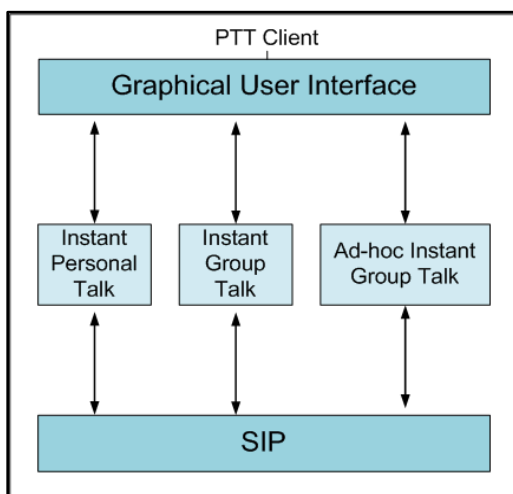 PTT Client
Graphical User Interface
Instant
Personal
Talk
Instant
Group
Talk
Ad-hoc Instant
Group Talk
SIP